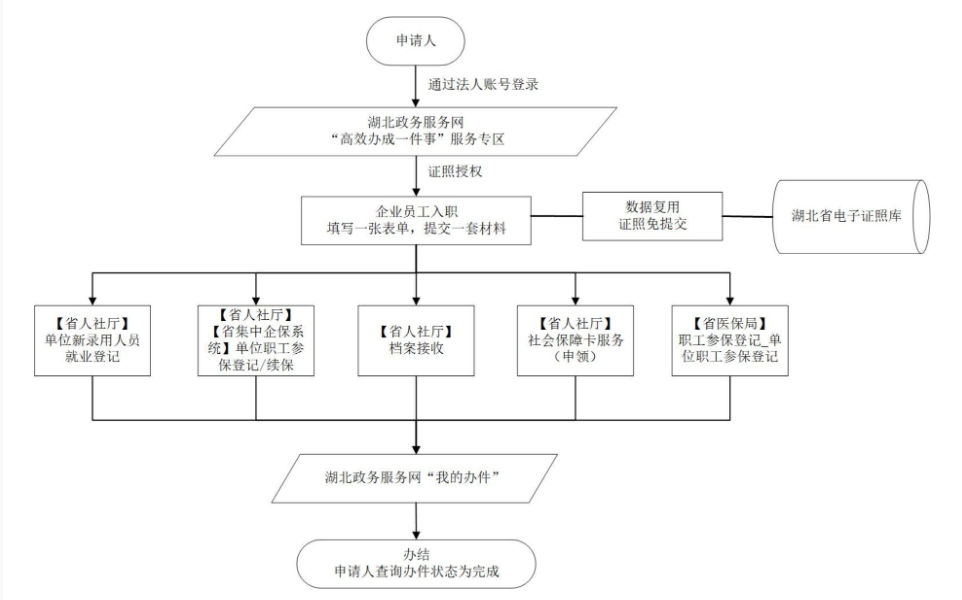 申请人
通过法人账号登录
湖北政务服务网
“高效办成一件事”服务专区
证照授权
企业员工入职
填写一张表单，提交一套材料
数据复用
证照免提交
湖北省电子证照库
【省人社厅】
单位新录用人员
就业登记
【省人社厅】
【省集中企保系
统】单位职工参
保登记/续保
【省人社厅】
档案接收
【省人社厅】
社会保障卡服务
（申领）
【省医保局】
职工参保登记_单
位职工参保登记
湖北政务服务网“我的办件”
办结
申请人查询办件状态为完成